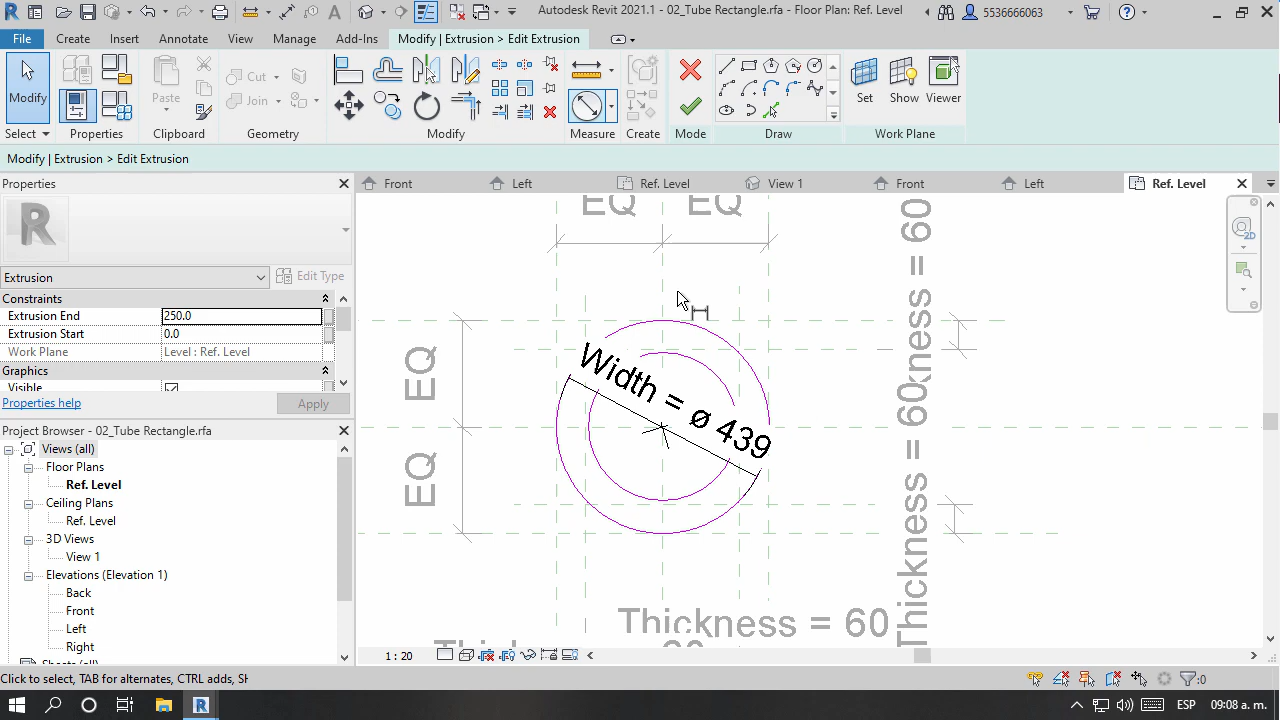 Autodesk Revit 2021.1 - 02_Tube Rectangle.rfa - Floor Plan: Ref. Level
5536666063
File Create Insert Annotate View Manage Add-Ins Modify | Extrusion > Edit Extrusion
Modify
Paste
Cut
Join
Set Show Viewer
Select Properties Clipboard Geometry Modify Measure Create Mode Draw Work Plane
Modify | Extrusion > Edit Extrusion
Properties
Front Left Ref. Level View 1 Front Left Ref. Level
R
2D
Extrusion
Edit Type
Constraints
Extrusion End 250.0
Extrusion Start 0.0
Work Plane Level : Ref. Level
Graphics
Visible
Properties help
Apply
Project Browser - 02_Tube Rectangle.rfa
Views (all)
Floor Plans
Ref. Level
Ceiling Plans
Ref. Level
3D Views
View 1
Elevations (Elevation 1)
Back
Front
Left
Right
Sheets (all)
EQ EQ
EQ
EQ
Width = ø 439
kness = 60
Thickness = 60
Thickness = 60
1 : 20
Click to select, TAB for alternates, CTRL adds, SH
:0
ESP 09:08 a. m.